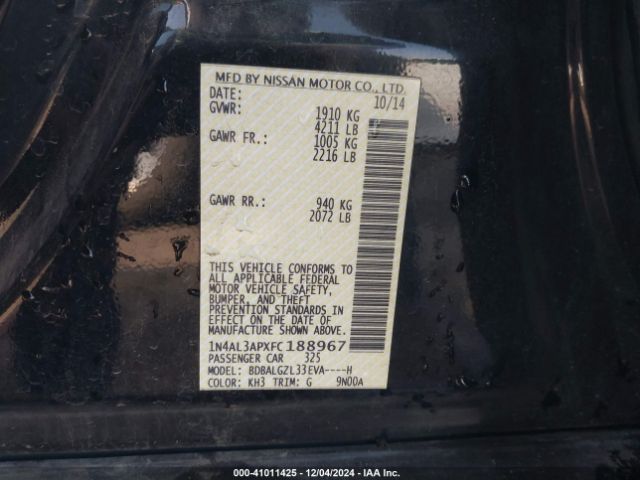 MFD BY NISSAN MOTOR CO., LTD.
DATE: 10/14
GVWR: 1910 KG
4211 LB
GAWR FR.: 1005 KG
2216 LB
GAWR RR.: 940 KG
2072 LB
THIS VEHICLE CONFORMS TO
ALL APPLICABLE FEDERAL
MOTOR VEHICLE SAFETY,
BUMPER, AND THEFT
PREVENTION STANDARDS IN
EFFECT ON THE DATE OF
MANUFACTURE SHOWN ABOVE.
1N4AL3APXFC188967
PASSENGER CAR 325
MODEL: BDBALGZL33EVA----H
COLOR: KH3 TRIM: G 9N00A
000-41011425 - 12/04/2024 - IAA Inc.